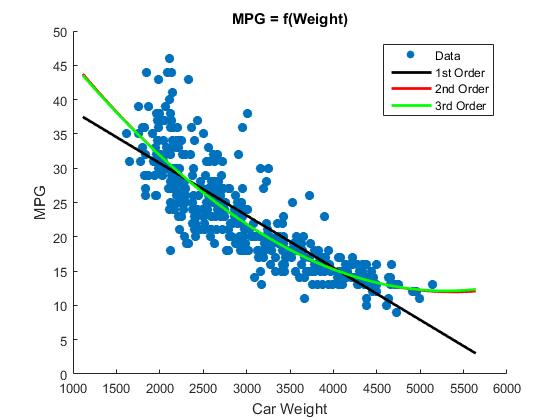 MPG = f(Weight)
50
45
40
35
30
25
20
15
10
5
0
MPG
Data
1st Order
2nd Order
3rd Order
1000 1500 2000 2500 3000 3500 4000 4500 5000 5500 6000
Car Weight